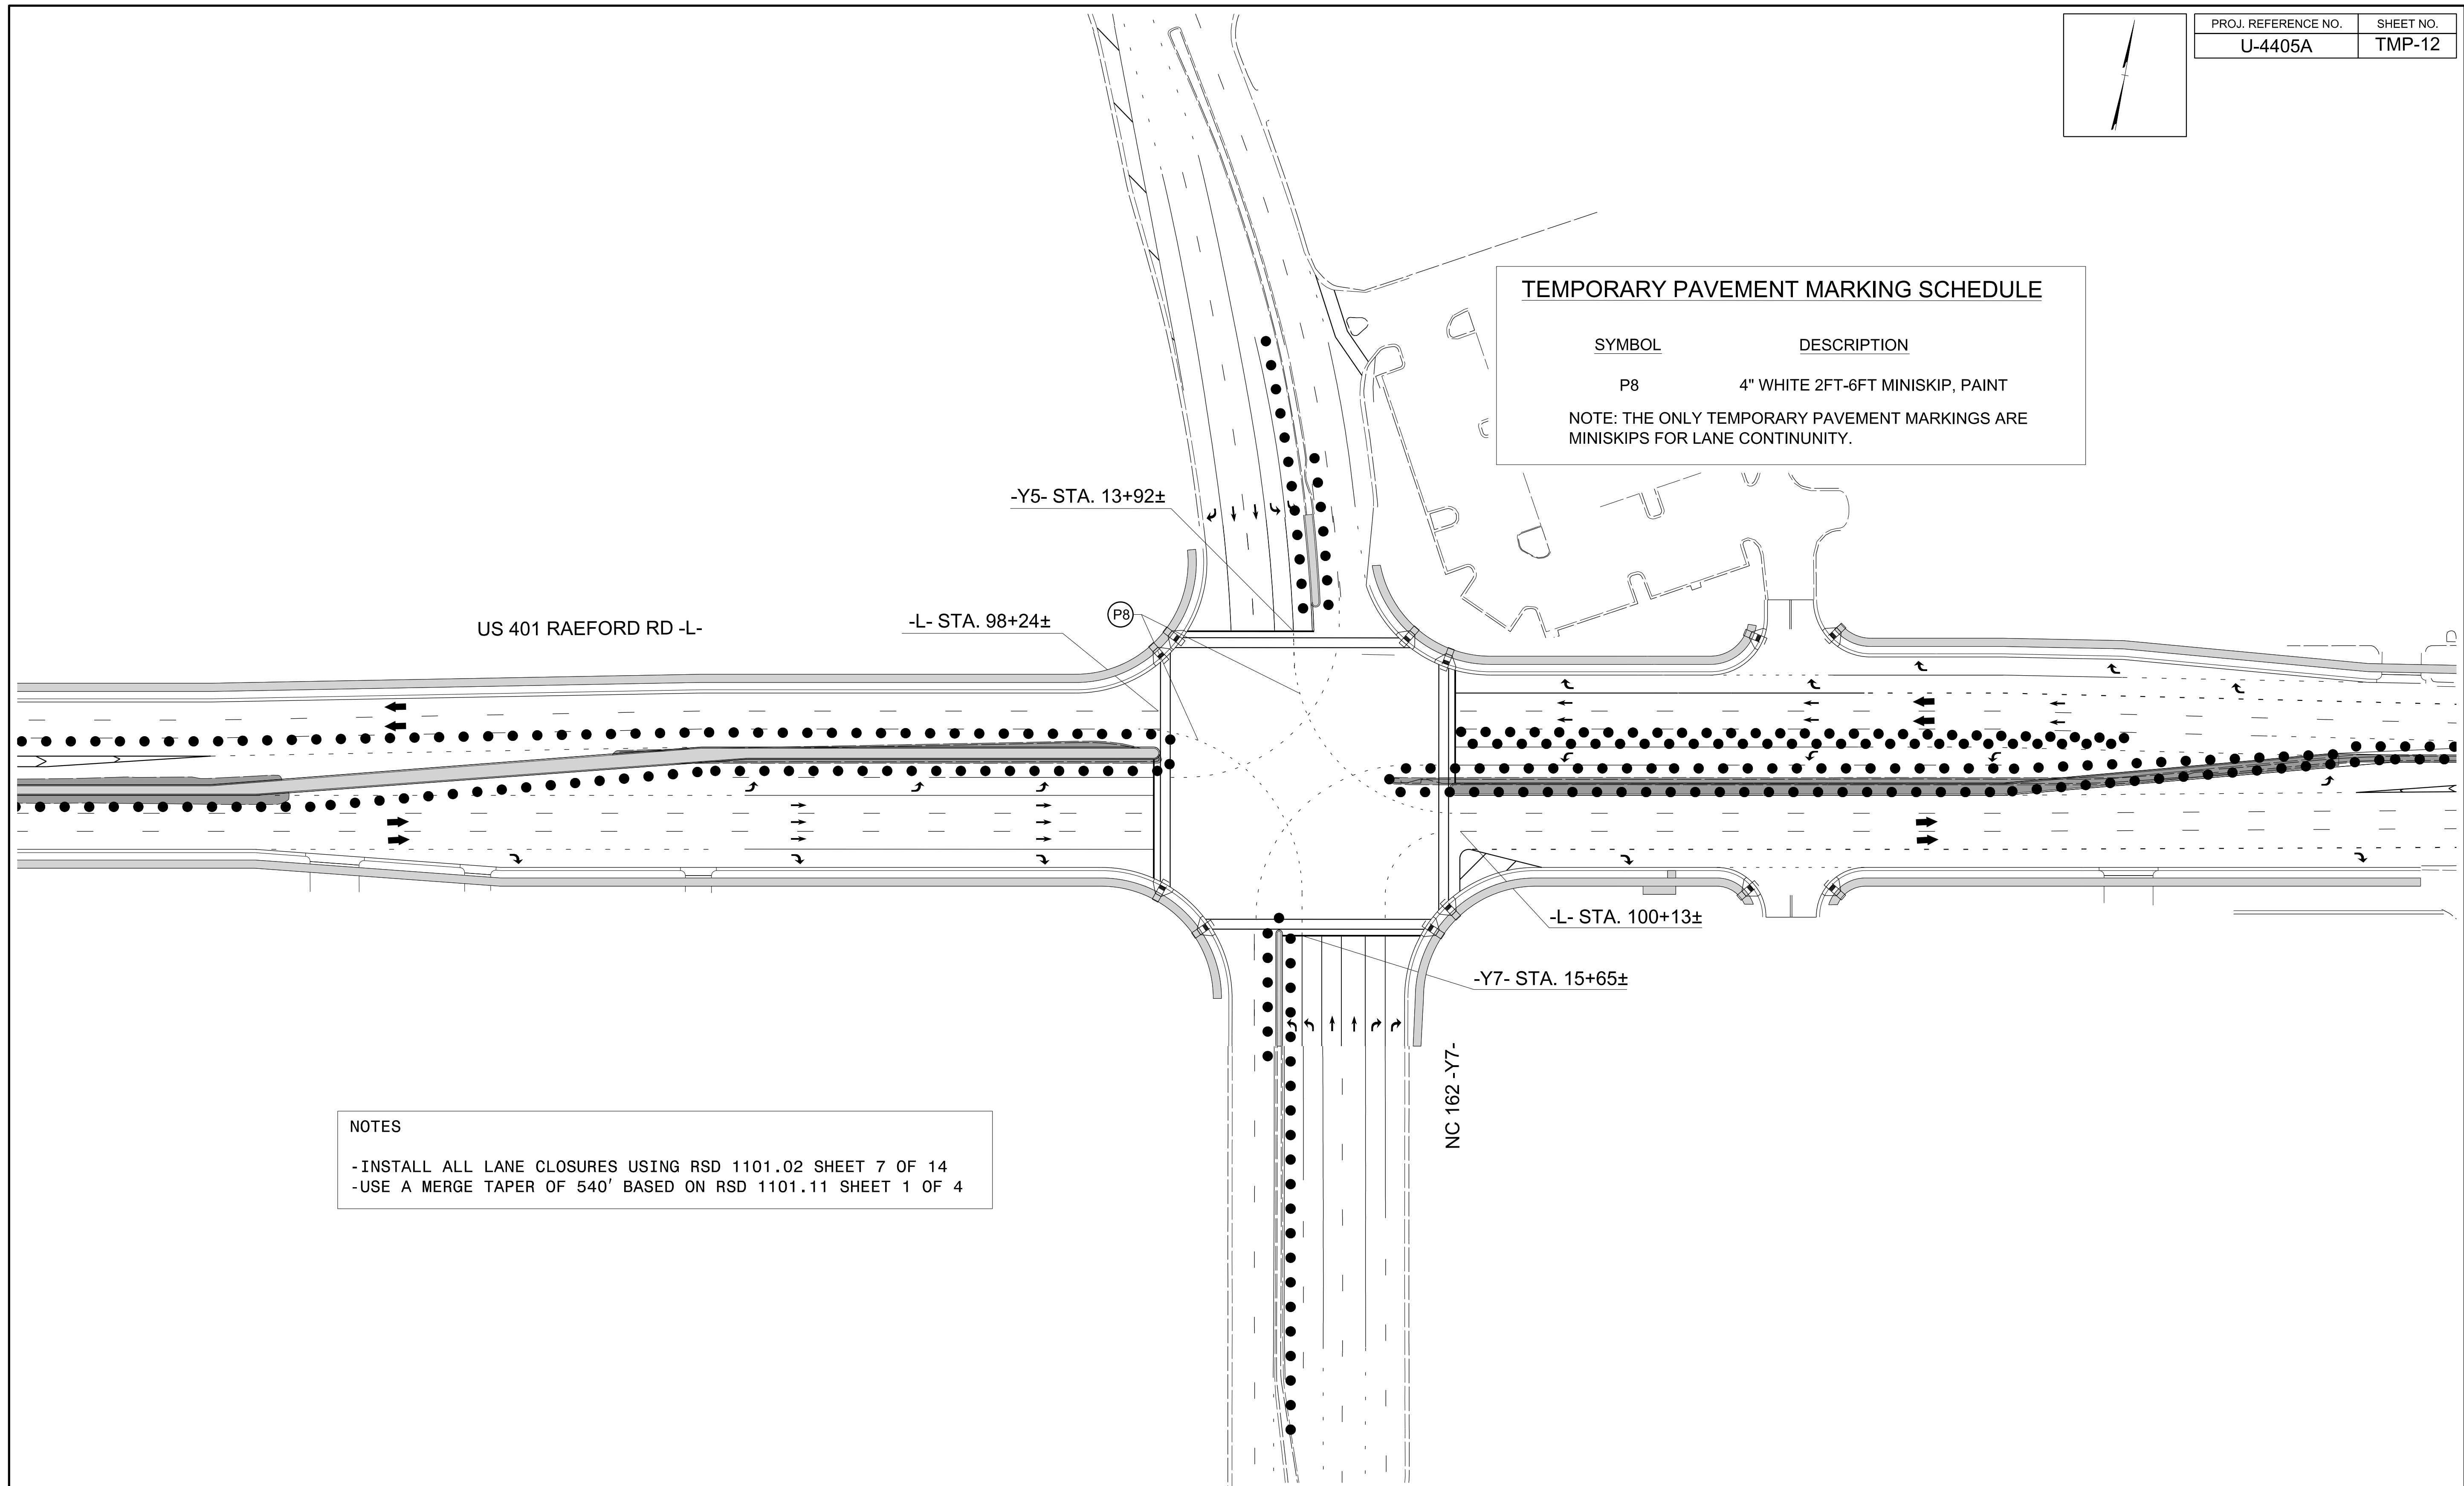 PROJ. REFERENCE NO. SHEET NO.
U-4405A TMP-12
TEMPORARY PAVEMENT MARKING SCHEDULE
SYMBOL DESCRIPTION
P8 4" WHITE 2FT-6FT MINISKIP, PAINT
NOTE: THE ONLY TEMPORARY PAVEMENT MARKINGS ARE
MINISKIPS FOR LANE CONTINUNITY.
-Y5- STA. 13+92±
US 401 RAEFORD RD -L-
-L- STA. 98+24±
P8
-L- STA. 100+13±
-Y7- STA. 15+65±
NC 162 -Y7-
NOTES
-INSTALL ALL LANE CLOSURES USING RSD 1101.02 SHEET 7 OF 14
-USE A MERGE TAPER OF 540' BASED ON RSD 1101.11 SHEET 1 OF 4